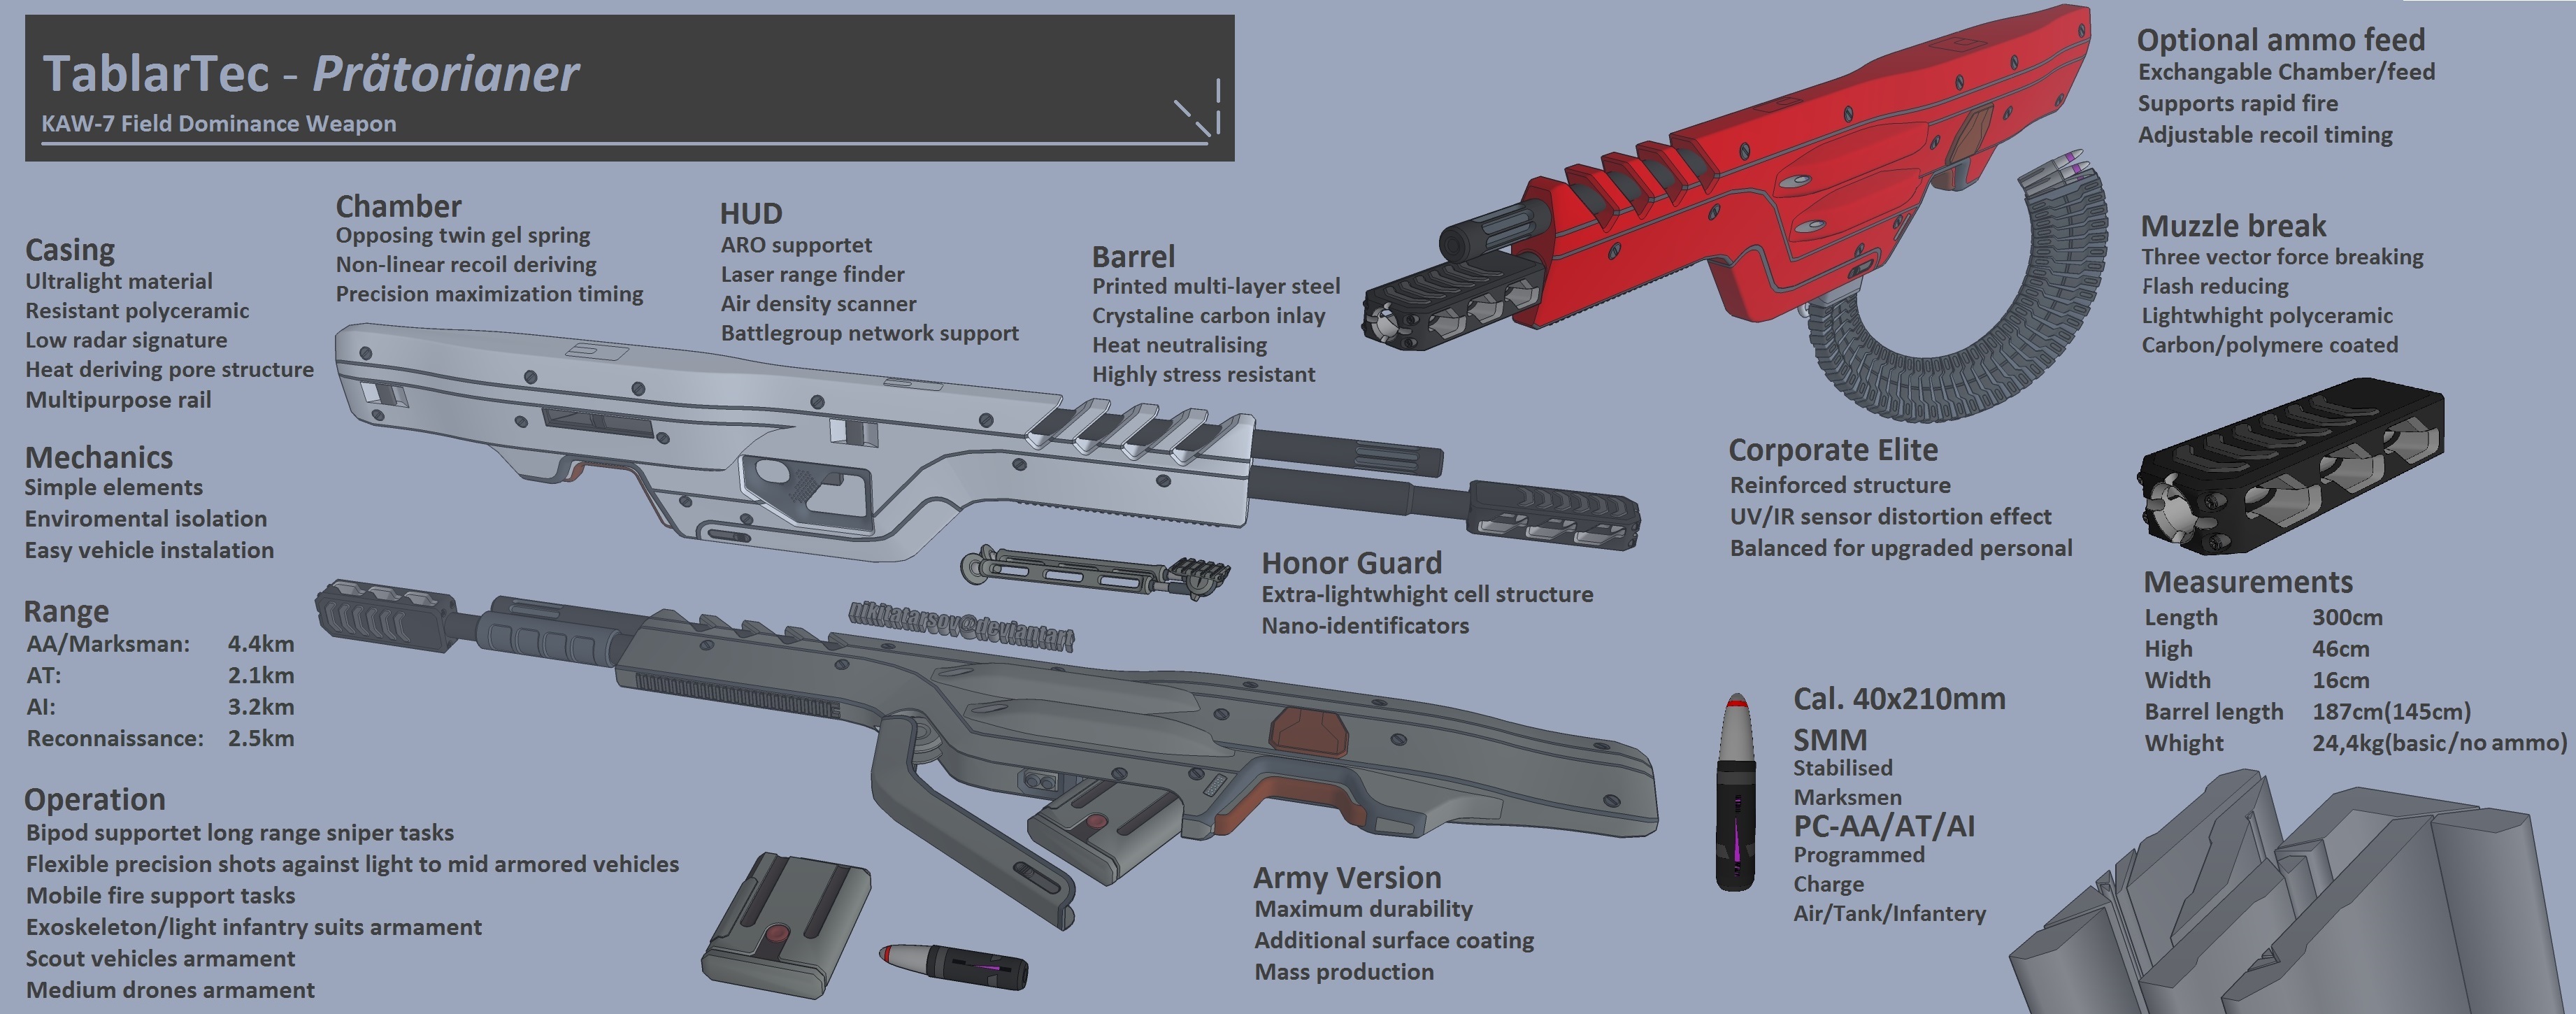 TablarTec - Prätorianer
KAW-7 Field Dominance Weapon
Casing
Ultralight material
Resistant polyceramic
Low radar signature
Heat deriving pore structure
Multipurpose rail
Mechanics
Simple elements
Enviromental isolation
Easy vehicle instalation
Range
AA/Marksman: 4.4km
AT: 2.1km
AI: 3.2km
Reconnaissance: 2.5km
Operation
Bipod supportet long range sniper tasks
Flexible precision shots against light to mid armored vehicles
Mobile fire support tasks
Exoskeleton/light infantry suits armament
Scout vehicles armament
Medium drones armament
Chamber
Opposing twin gel spring
Non-linear recoil deriving
Precision maximization timing
HUD
ARO supportet
Laser range finder
Air density scanner
Battlegroup network support
Barrel
Printed multi-layer steel
Crystaline carbon inlay
Heat neutralising
Highly stress resistant
nikitatarsov@deviantart
Honor Guard
Extra-lightwhight cell structure
Nano-identificators
Army Version
Maximum durability
Additional surface coating
Mass production
Corporate Elite
Reinforced structure
UV/IR sensor distortion effect
Balanced for upgraded personal
Cal. 40x210mm
SMM
Stabilised
Marksmen
PC-AA/AT/AI
Programmed
Charge
Air/Tank/Infantery
Optional ammo feed
Exchangable Chamber/feed
Supports rapid fire
Adjustable recoil timing
Muzzle break
Three vector force breaking
Flash reducing
Lightwhight polyceramic
Carbon/polymere coated
Measurements
Length 300cm
High 46cm
Width 16cm
Barrel length 187cm(145cm)
Whight 24,4kg(basic/no ammo)